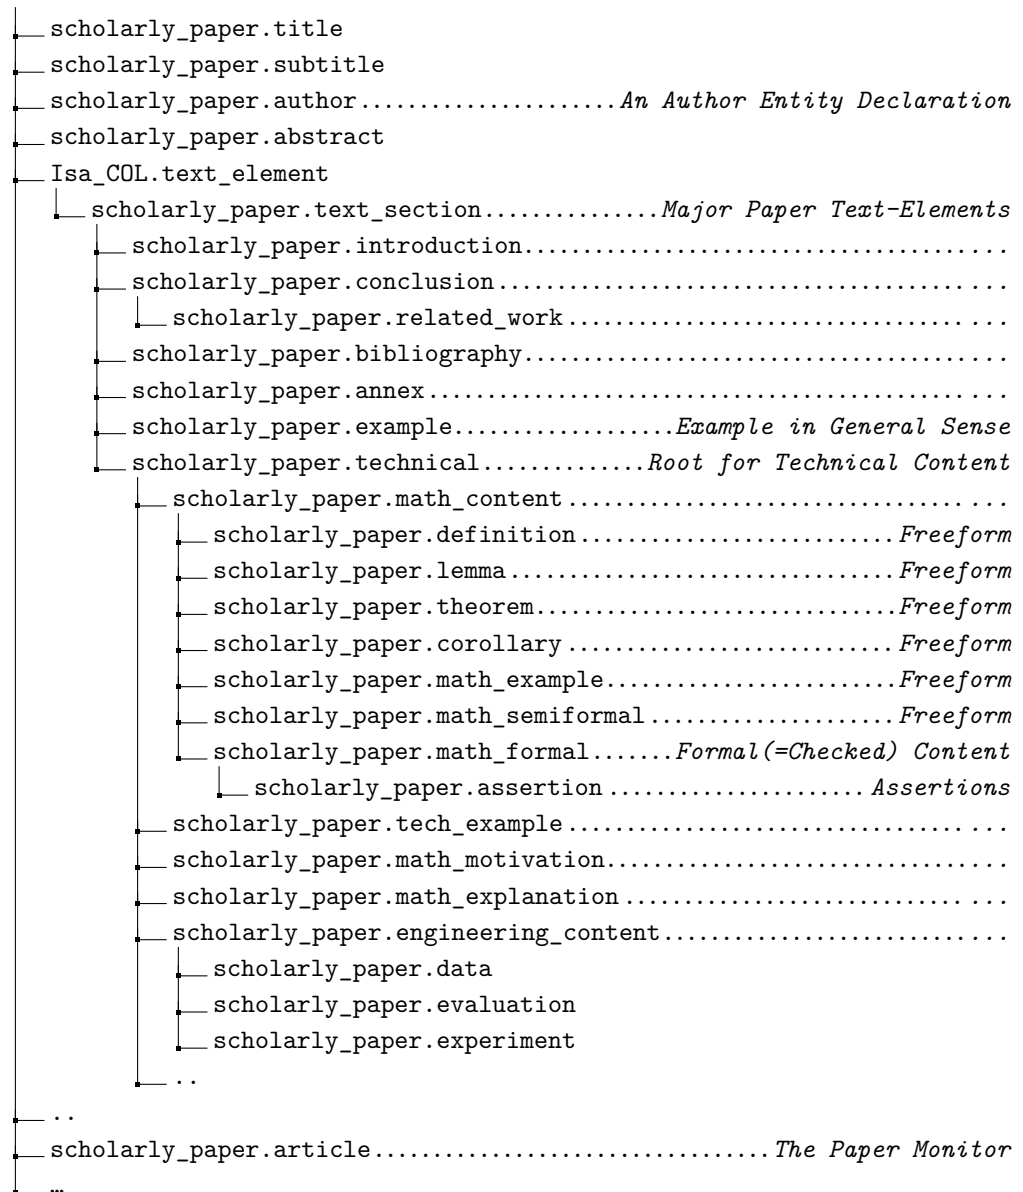 scholarly_paper.title
scholarly_paper.subtitle
scholarly_paper.author......................An Author Entity Declaration
scholarly_paper.abstract
Isa_COL.text_element
scholarly_paper.text_section...............Major Paper Text-Elements
scholarly_paper.introduction.........................................
scholarly_paper.conclusion...........................................
scholarly_paper.related_work.....................................
scholarly_paper.bibliography.........................................
scholarly_paper.annex................................................
scholarly_paper.example...................Example in General Sense
scholarly_paper.technical..............Root for Technical Content
scholarly_paper.math_content.....................................
scholarly_paper.definition...........................Freeform
scholarly_paper.lemma.................................Freeform
scholarly_paper.theorem...............................Freeform
scholarly_paper.corollary............................Freeform
scholarly_paper.math_example.........................Freeform
scholarly_paper.math_semiformal.....................Freeform
scholarly_paper.math_formal.......Formal(=Checked) Content
scholarly_paper.assertion......................Assertions
scholarly_paper.tech_example.....................................
scholarly_paper.math_motivation..................................
scholarly_paper.math_explanation................................
scholarly_paper.engineering_content.............................
scholarly_paper.data
scholarly_paper.evaluation
scholarly_paper.experiment
..
..
scholarly_paper.article..................................The Paper Monitor
…